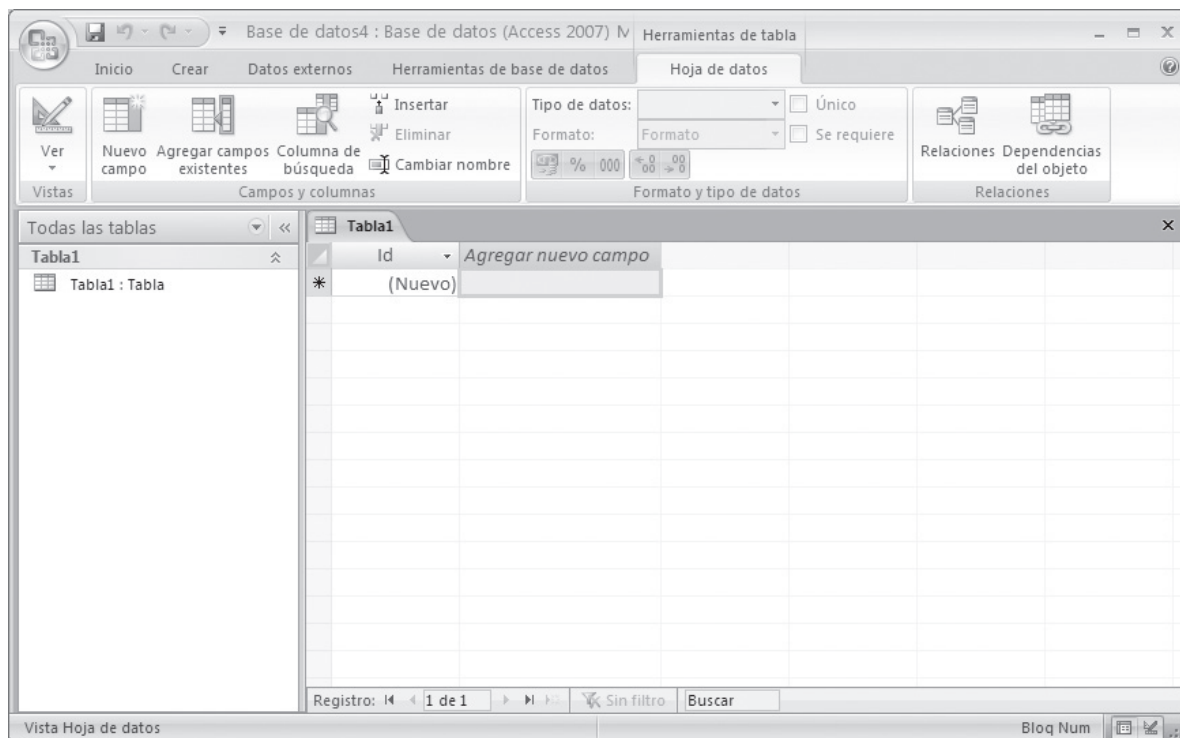 Base de datos4 : Base de datos (Access 2007) M
Herramientas de tabla
Inicio Crear Datos externos Herramientas de base de datos Hoja de datos
Ver
Vistas
Nuevo campo
Agregar campos existentes
Columna de búsqueda
Insertar
Eliminar
Cambiar nombre
Campos y columnas
Tipo de datos:
Único
Formato: Formato
Se requiere
% 000
Formato y tipo de datos
Relaciones
Dependencias del objeto
Relaciones
Todas las tablas
Tabla1
Tabla1 : Tabla
Tabla1
Id Agregar nuevo campo
(Nuevo)
Registro: 1 de 1 Sin filtro Buscar
Vista Hoja de datos Bloq Num